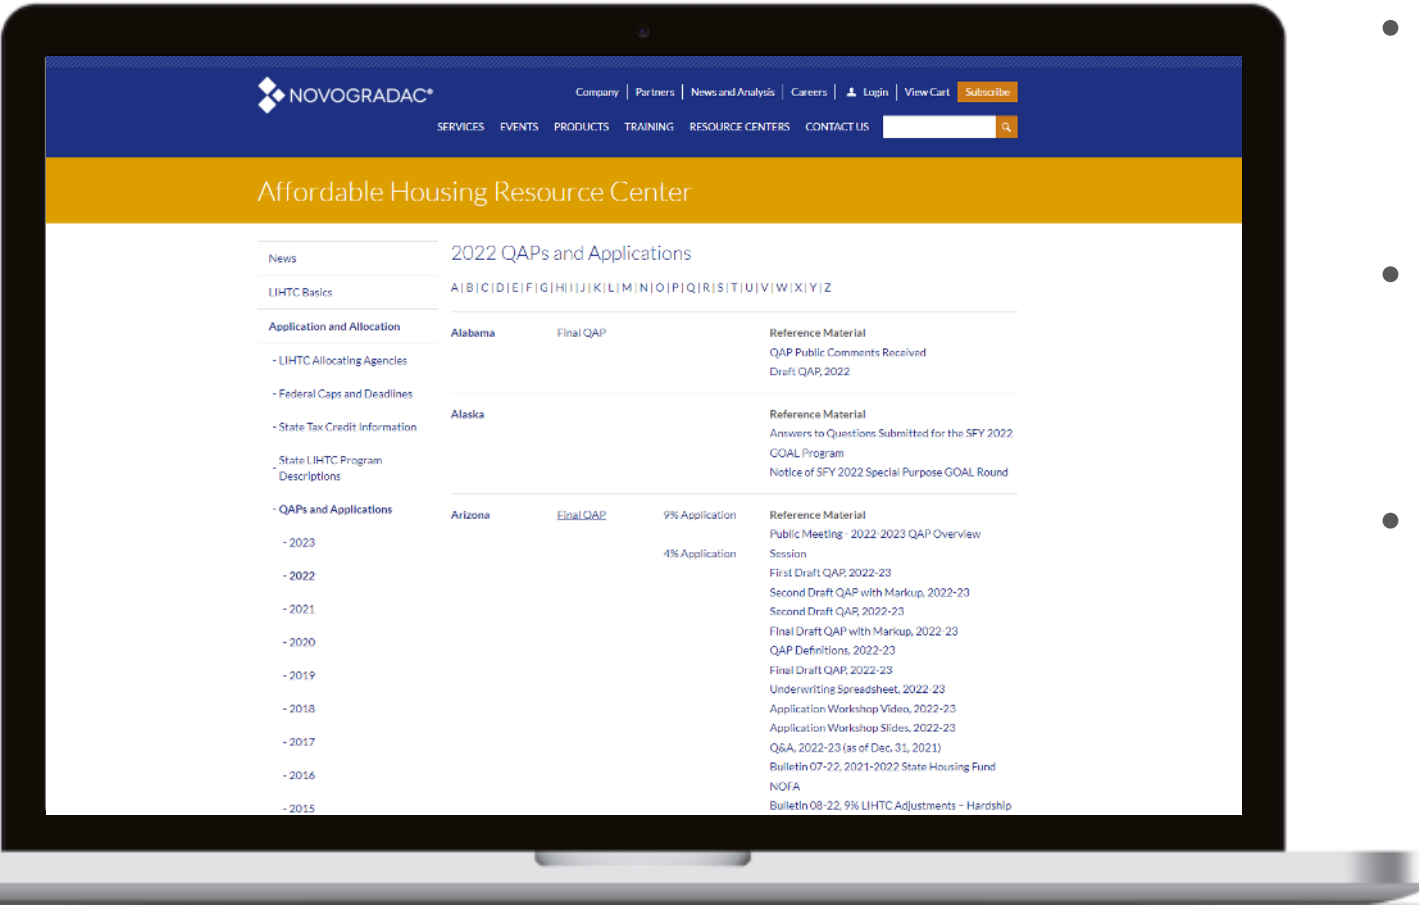 NOVOGRADAC®
Company | Partners | News and Analysis | Careers | Login | View Cart Subscribe
SERVICES EVENTS PRODUCTS TRAINING RESOURCE CENTERS CONTACT US
Affordable Housing Resource Center
News
LIHTC Basics
Application and Allocation
- LIHTC Allocating Agencies
- Federal Caps and Deadlines
- State Tax Credit Information
- State LIHTC Program
Descriptions
- QAPs and Applications
- 2023
- 2022
- 2021
- 2020
- 2019
- 2018
- 2017
- 2016
- 2015
2022 QAPs and Applications
A|B|C|D|E|F|G|H|I|J|K|L|M|N|O|P|Q|R|S|T|U|V|W|X|Y|Z
Alabama Final QAP Reference Material
QAP Public Comments Received
Draft QAP, 2022
Alaska Reference Material
Answers to Questions Submitted for the SFY 2022
GOAL Program
Notice of SFY 2022 Special Purpose GOAL Round
Arizona Final QAP 9% Application Reference Material
Public Meeting - 2022-2023 QAP Overview
4% Application Session
First Draft QAP, 2022-23
Second Draft QAP with Markup, 2022-23
Second Draft QAP, 2022-23
Final Draft QAP with Markup, 2022-23
QAP Definitions, 2022-23
Final Draft QAP, 2022-23
Underwriting Spreadsheet, 2022-23
Application Workshop Video, 2022-23
Application Workshop Slides, 2022-23
Q&A, 2022-23 (as of Dec. 31, 2021)
Bulletin 07-22, 2021-2022 State Housing Fund
NOFA
Bulletin 08-22, 9% LIHTC Adjustments – Hardship